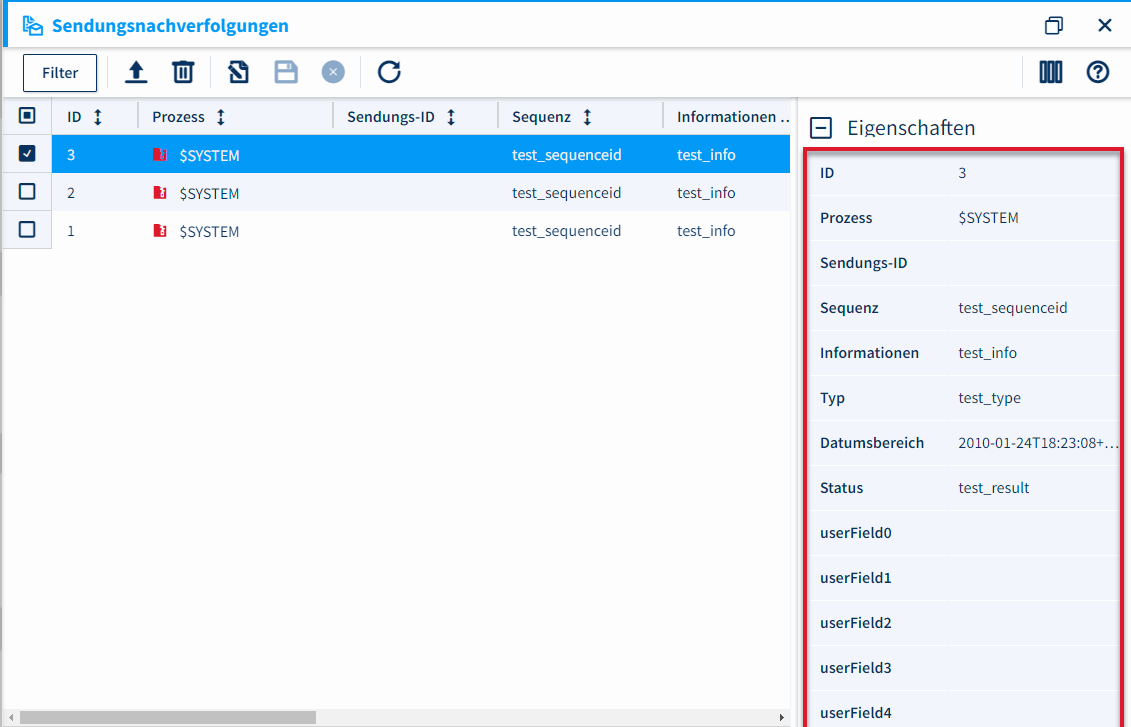 Sendungsnachverfolgungen
Filter
ID Prozess Sendungs-ID Sequenz Informationen ..
3 $SYSTEM test_sequenceid test_info
2 $SYSTEM test_sequenceid test_info
1 $SYSTEM test_sequenceid test_info
Eigenschaften
ID 3
Prozess $SYSTEM
Sendungs-ID
Sequenz test_sequenceid
Informationen test_info
Typ test_type
Datumsbereich 2010-01-24T18:23:08+...
Status test_result
userField0
userField1
userField2
userField3
userField4